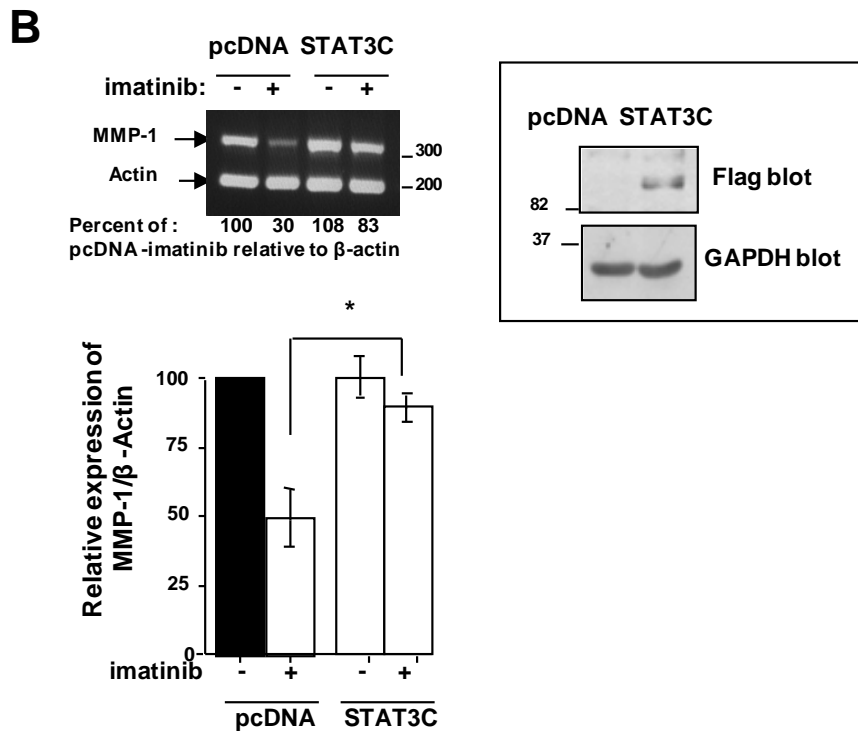 B
pcDNA STAT3C
imatinib: - + - +
MMP-1
300
Actin
200
Percent of : 100 30 108 83
pcDNA -imatinib relative to β-actin
pcDNA STAT3C
Flag blot
82
37
GAPDH blot
*
Relative expression of
MMP-1/β -Actin
100
75
50
25
0
imatinib - + - +
pcDNA STAT3C